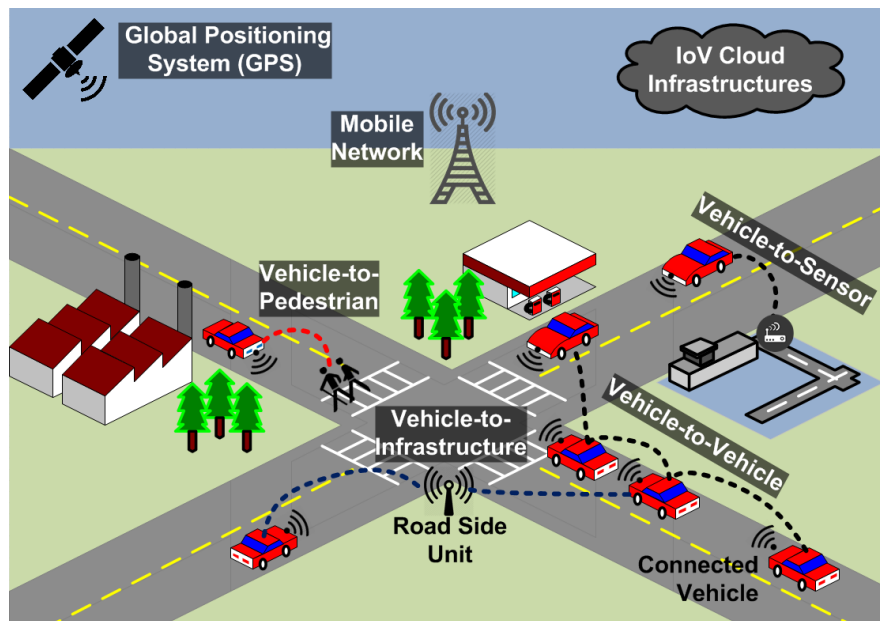 Global Positioning
System (GPS)
IoV Cloud
Infrastructures
Mobile
Network
Vehicle-to-Sensor
Vehicle-to-
Pedestrian
Vehicle-to-
Infrastructure
Vehicle-to-Vehicle
Road Side
Unit
Connected
Vehicle